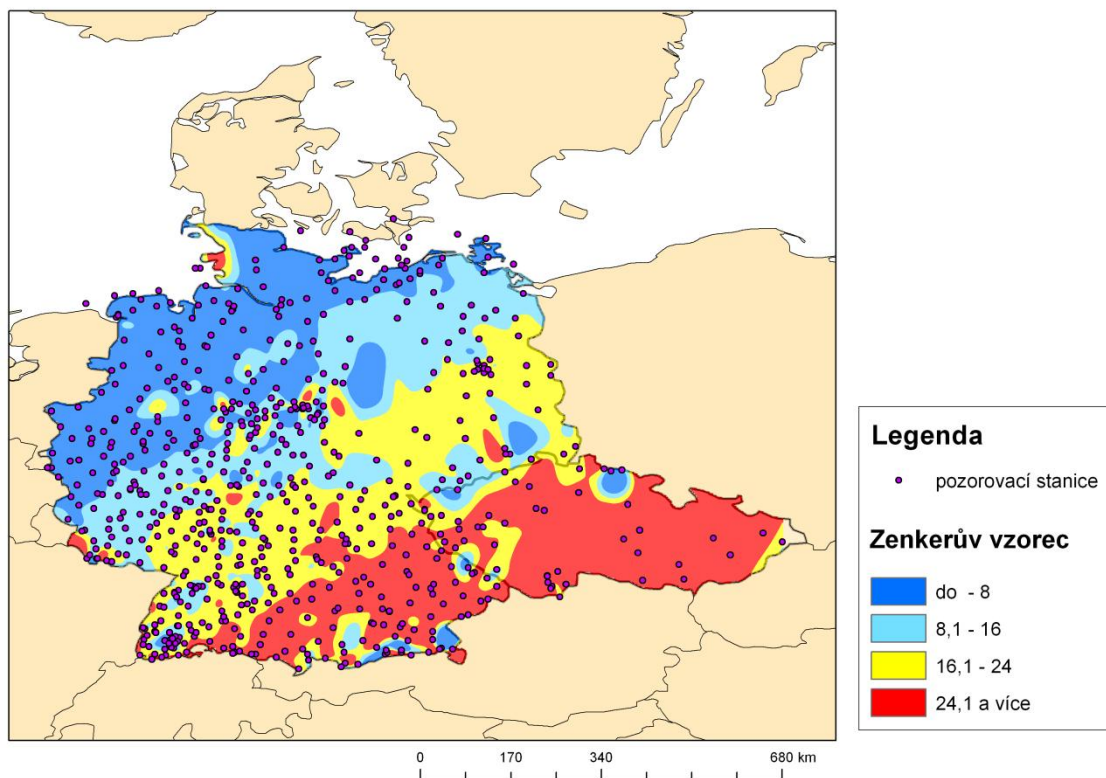 Legenda
pozorovací stanice
Zenkerův vzorec
do - 8
8,1 - 16
16,1 - 24
24,1 a více
0 170 340 680 km